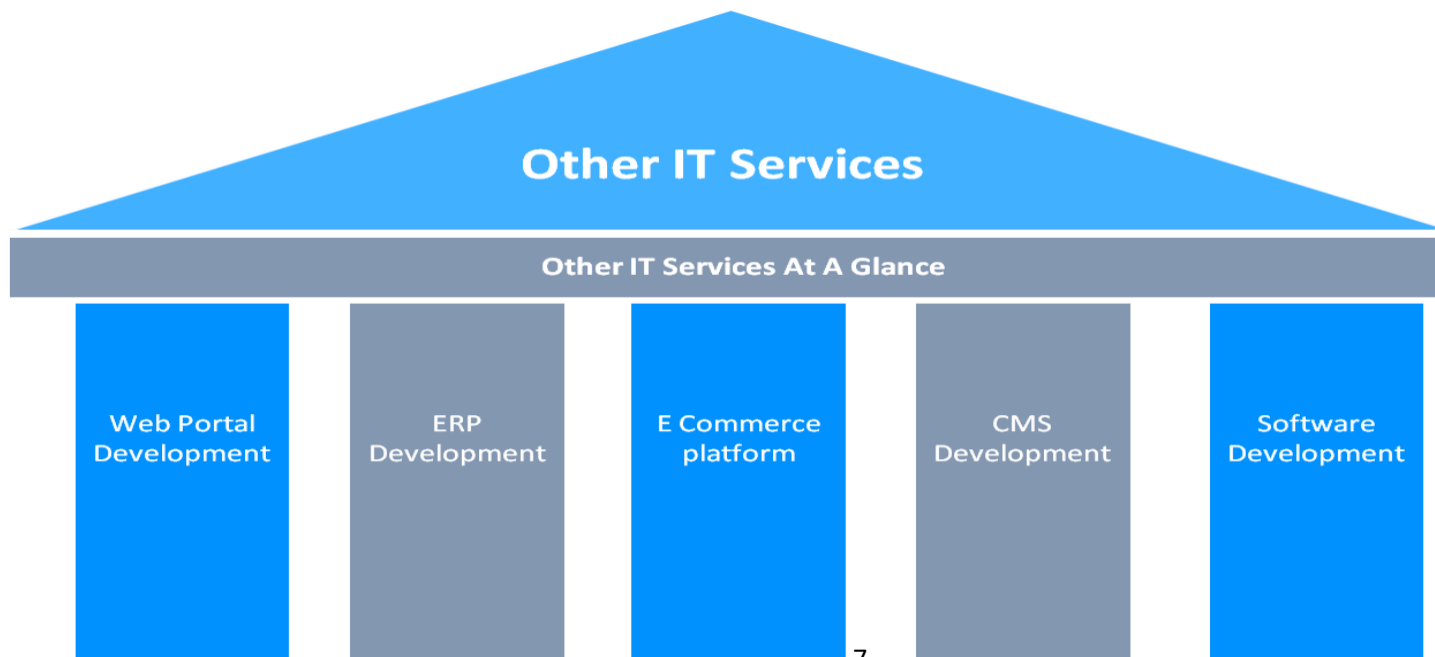 Other IT Services
Other IT Services At A Glance
Web Portal
Development
ERP
Development
E Commerce
platform
CMS
Development
Software
Development
7